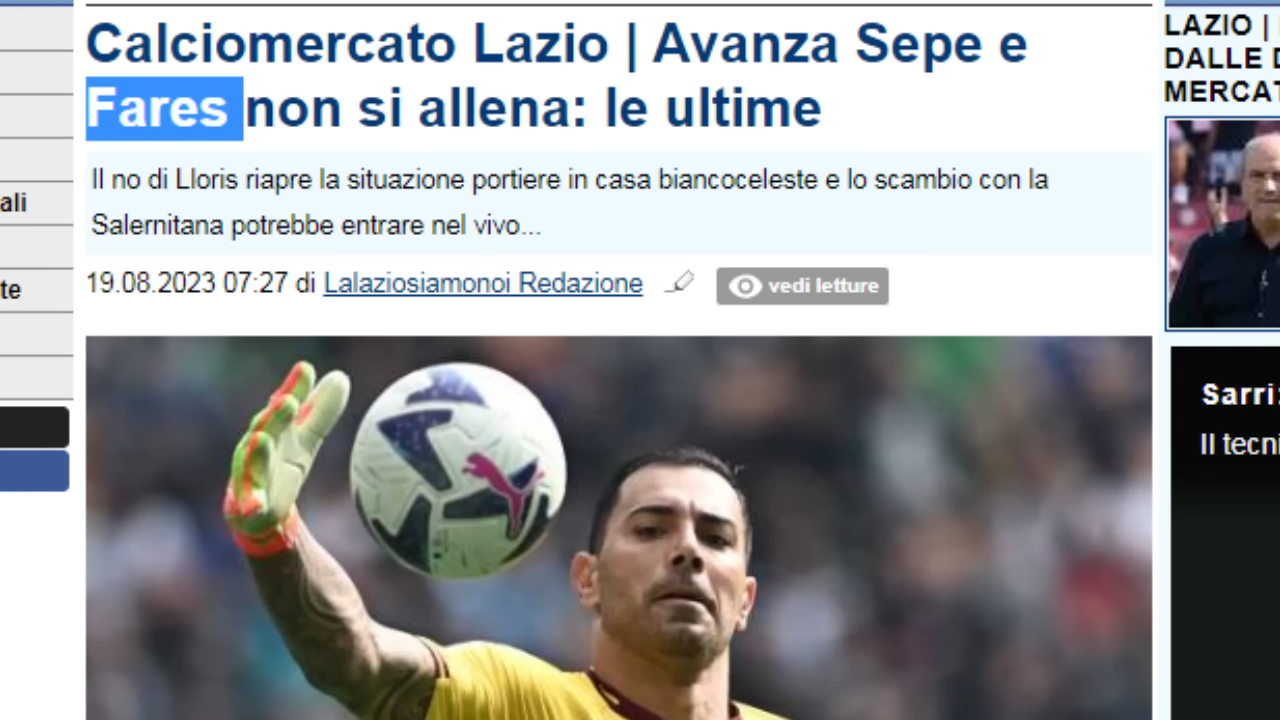 Calciomercato Lazio | Avanza Sepe e
Fares non si allena: le ultime
Il no di Lloris riapre la situazione portiere in casa biancoceleste e lo scambio con la
Salernitana potrebbe entrare nel vivo...
19.08.2023 07:27 di Lalaziosiamonoi Redazione
vedi letture
ali
te
LAZIO |
DALLE D
MERCAT
Sarri
Il tecni